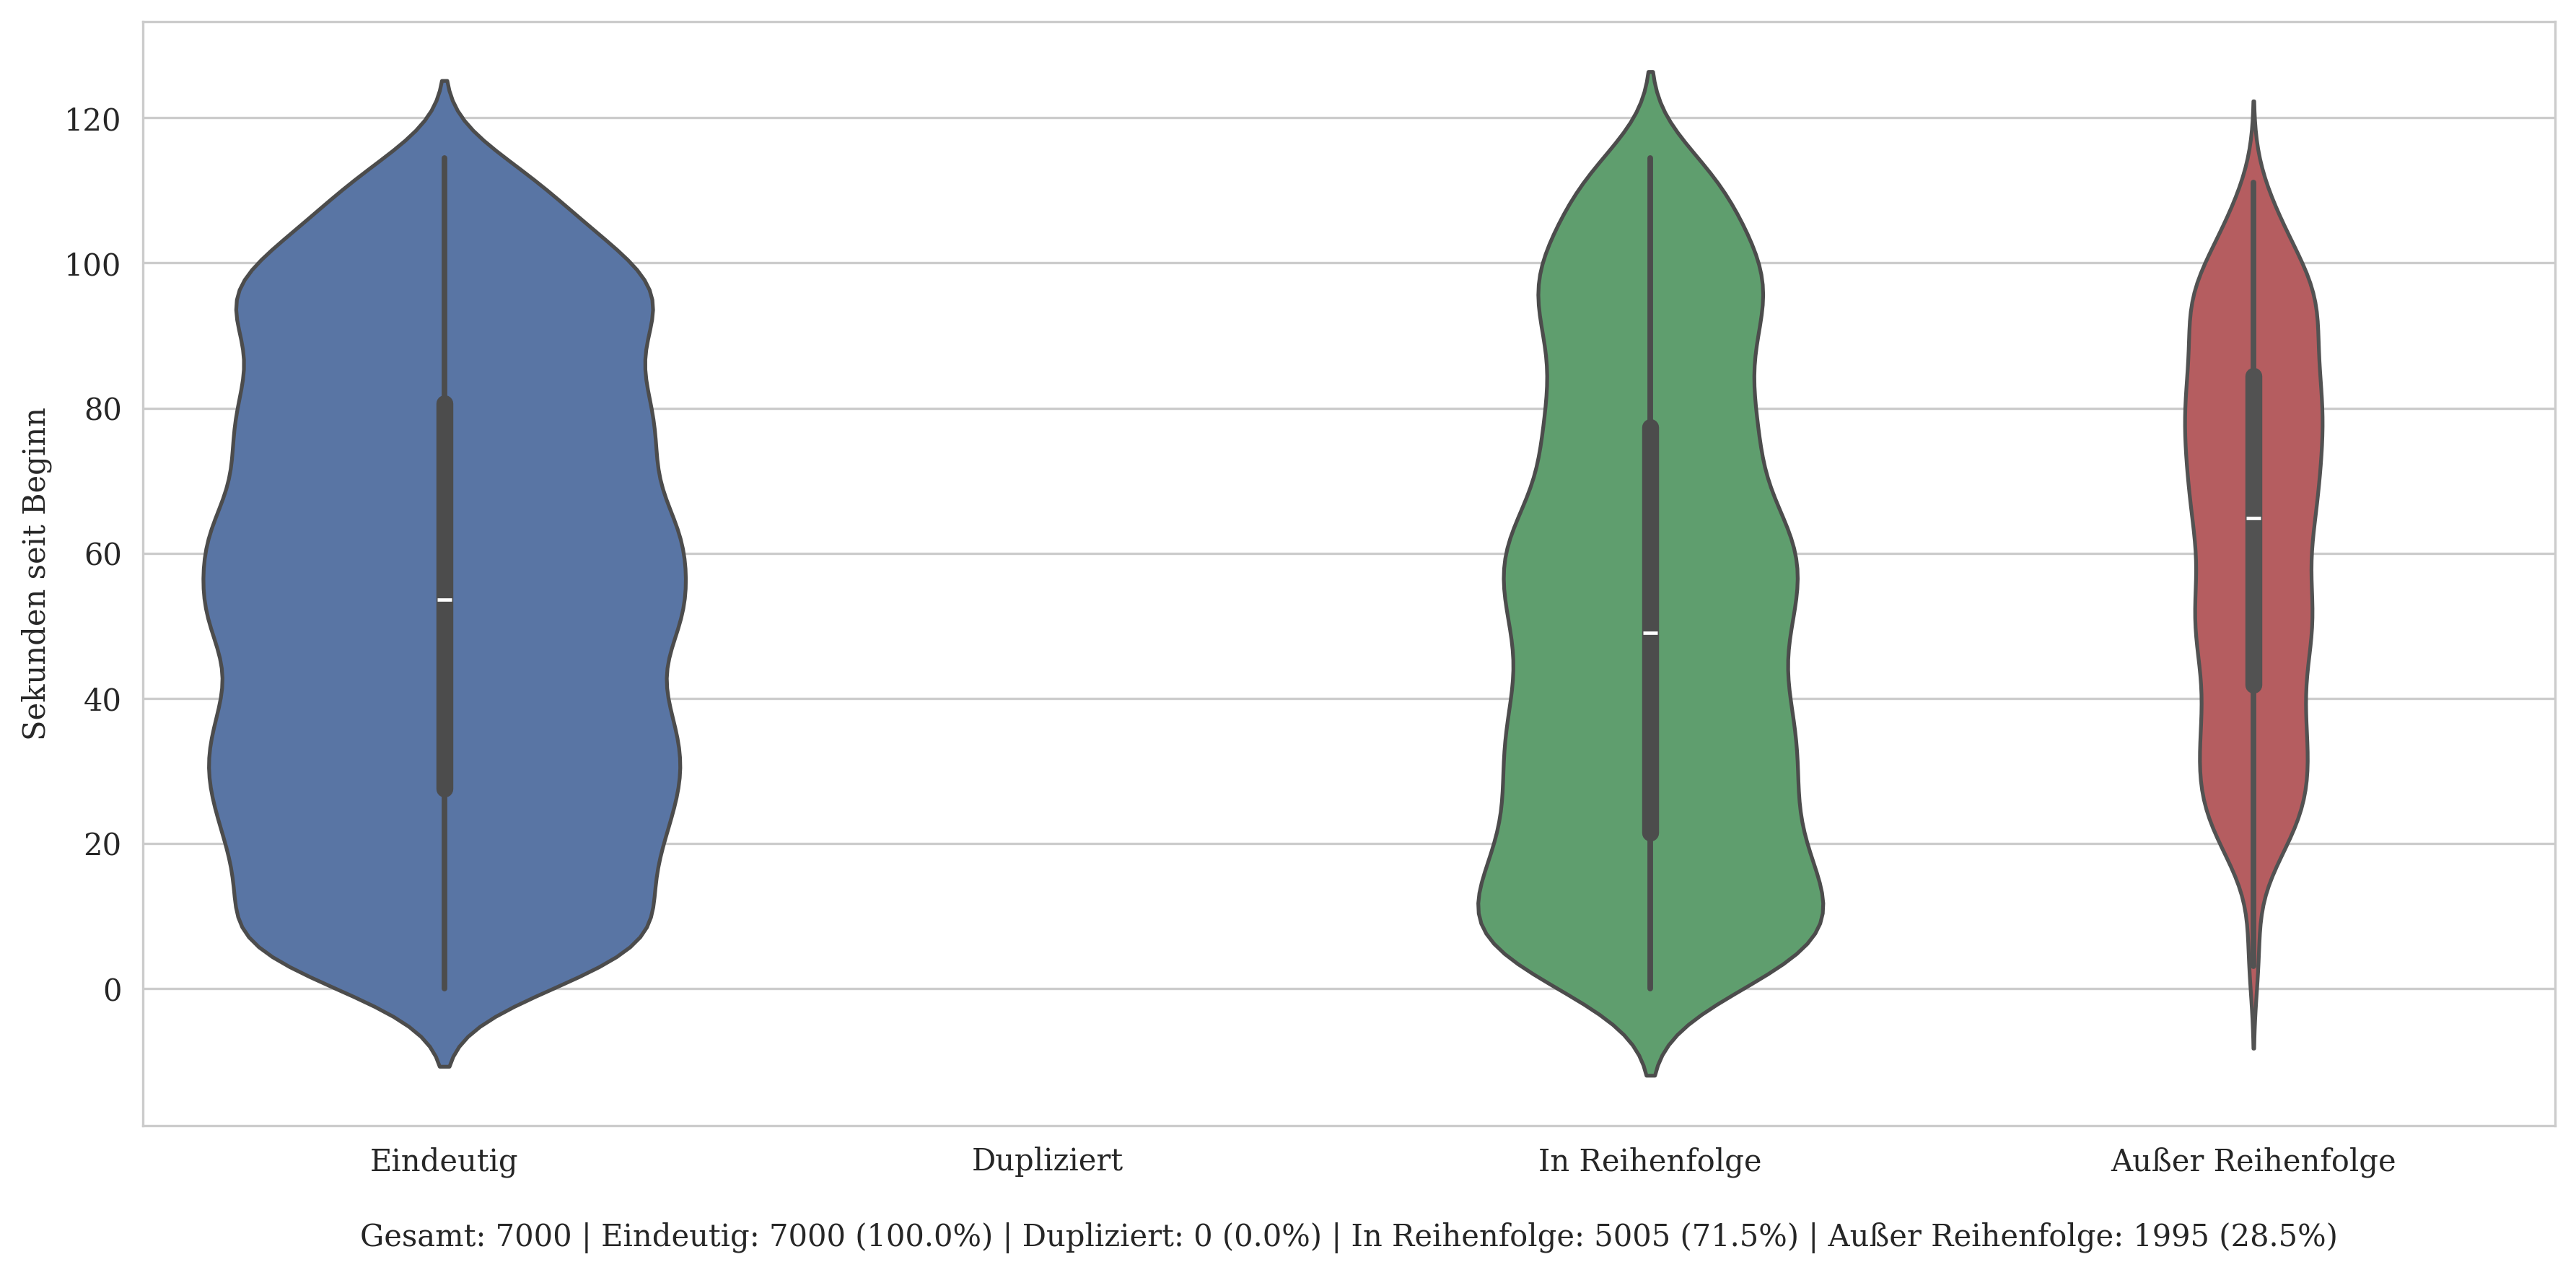 Sekunden seit Beginn
120
100
80
60
40
20
0
Eindeutig
Dupliziert
In Reihenfolge
Außer Reihenfolge
Gesamt: 7000 | Eindeutig: 7000 (100.0%) | Dupliziert: 0 (0.0%) | In Reihenfolge: 5005 (71.5%) | Außer Reihenfolge: 1995 (28.5%)